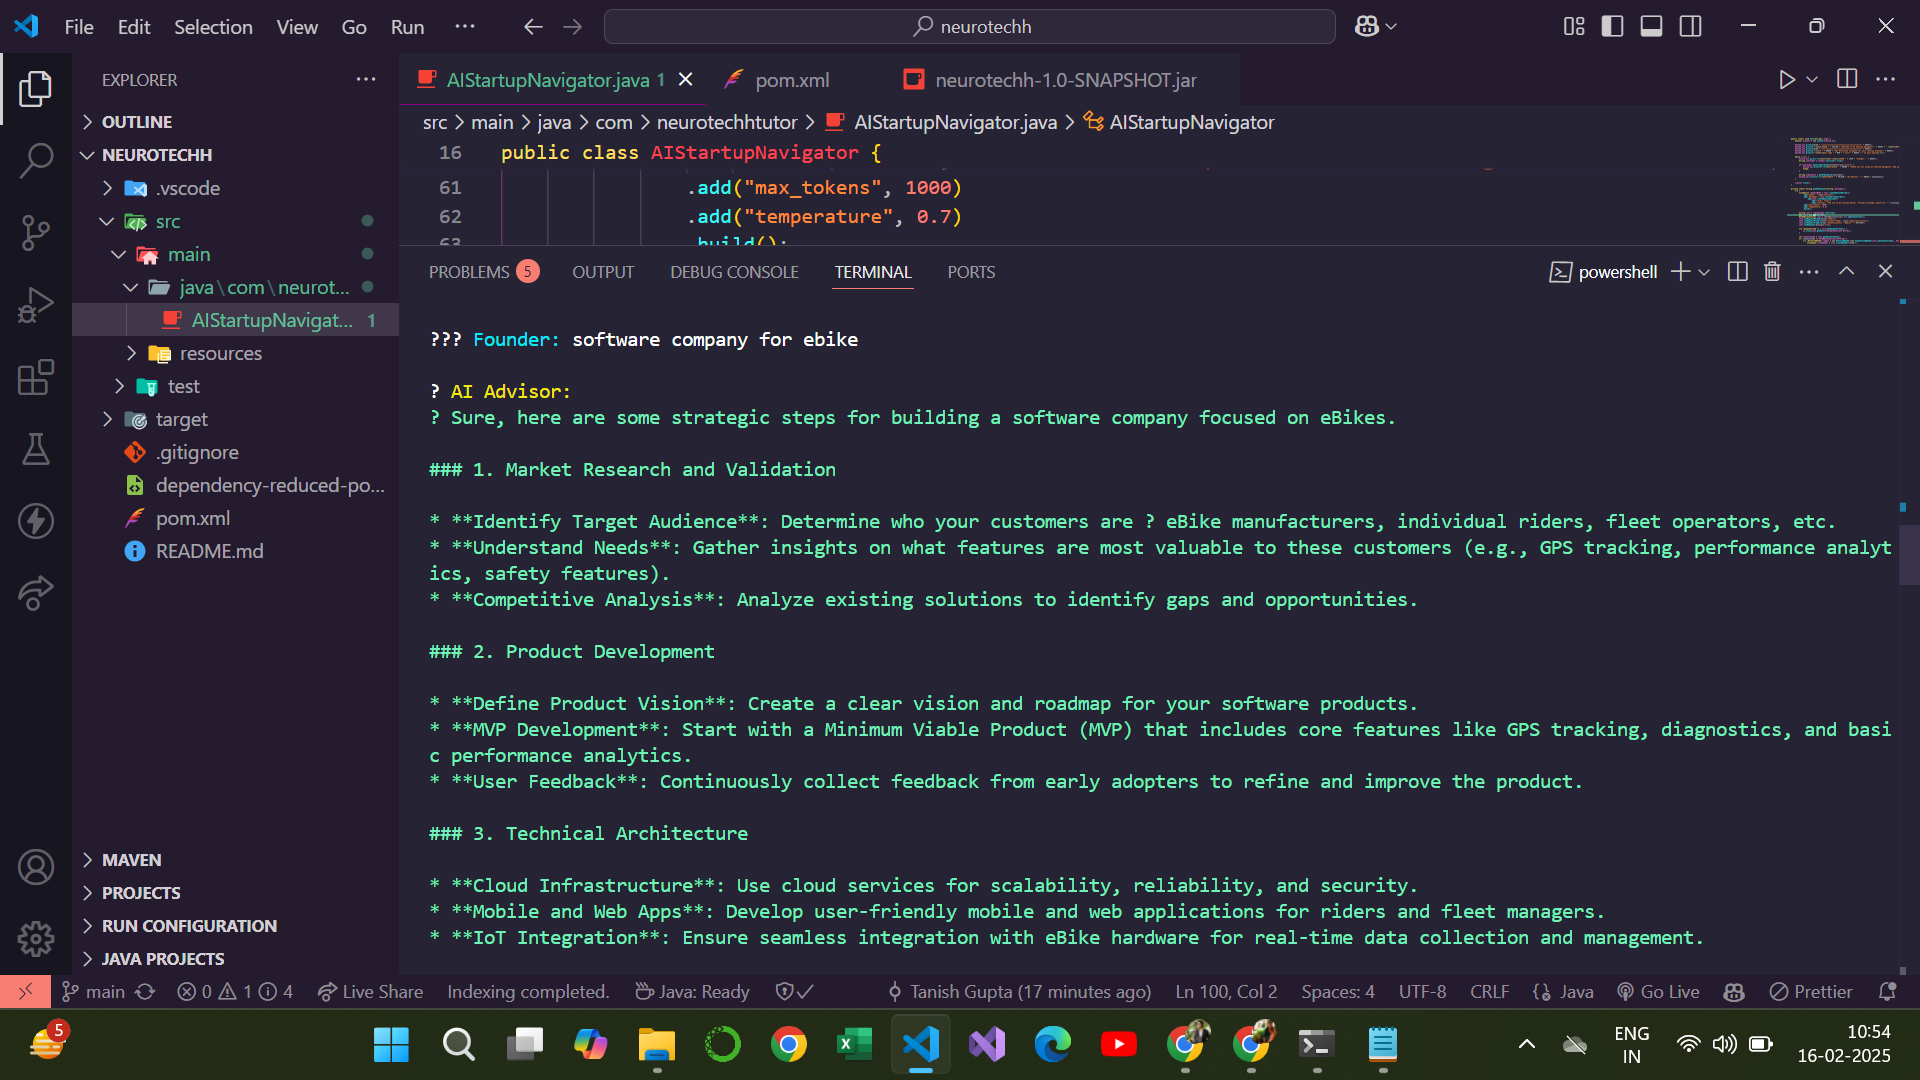 File Edit Selection View Go Run ··· neurotechh
EXPLORER
OUTLINE
NEUROTECHH
.vscode
src
main
java\com\neurot...
AIStartupNavigat... 1
resources
test
target
.gitignore
dependency-reduced-po...
pom.xml
README.md
MAVEN
PROJECTS
RUN CONFIGURATION
JAVA PROJECTS
AIStartupNavigator.java 1 pom.xml neurotechh-1.0-SNAPSHOT.jar
src > main > java > com > neurotechhtutor > AIStartupNavigator.java > AIStartupNavigator
16 public class AIStartupNavigator {
61 .add("max_tokens", 1000)
62 .add("temperature", 0.7)
63 .build();
PROBLEMS 5 OUTPUT DEBUG CONSOLE TERMINAL PORTS powershell
??? Founder: software company for ebike
? AI Advisor:
? Sure, here are some strategic steps for building a software company focused on eBikes.
### 1. Market Research and Validation
* **Identify Target Audience**: Determine who your customers are ? eBike manufacturers, individual riders, fleet operators, etc.
* **Understand Needs**: Gather insights on what features are most valuable to these customers (e.g., GPS tracking, performance analyt
ics, safety features).
* **Competitive Analysis**: Analyze existing solutions to identify gaps and opportunities.
### 2. Product Development
* **Define Product Vision**: Create a clear vision and roadmap for your software products.
* **MVP Development**: Start with a Minimum Viable Product (MVP) that includes core features like GPS tracking, diagnostics, and basi
c performance analytics.
* **User Feedback**: Continuously collect feedback from early adopters to refine and improve the product.
### 3. Technical Architecture
* **Cloud Infrastructure**: Use cloud services for scalability, reliability, and security.
* **Mobile and Web Apps**: Develop user-friendly mobile and web applications for riders and fleet managers.
* **IoT Integration**: Ensure seamless integration with eBike hardware for real-time data collection and management.
main 0 1 4 Live Share Indexing completed. Java: Ready Tanish Gupta (17 minutes ago) Ln 100, Col 2 Spaces: 4 UTF-8 CRLF Java Go Live Prettier
5
ENG
IN
10:54
16-02-2025